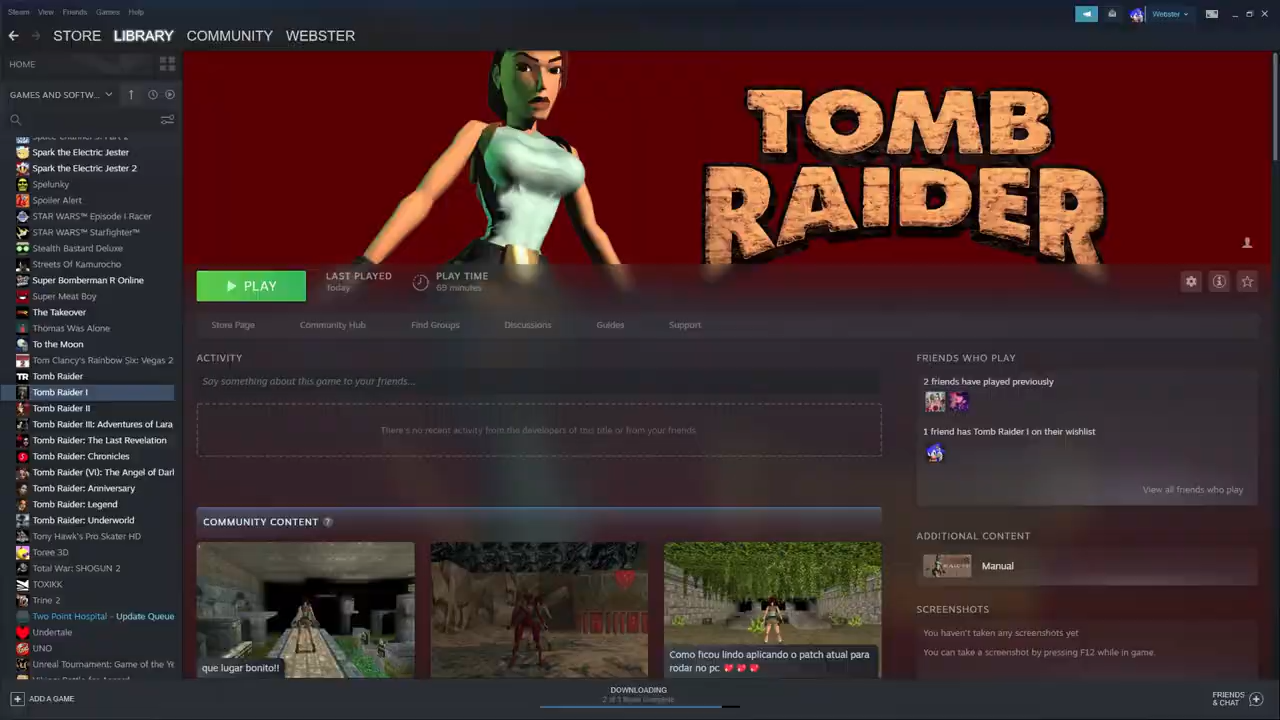 Steam View Friends Games Help
Webster
STORE LIBRARY COMMUNITY WEBSTER
HOME
GAMES AND SOFTW...
Space Channel 5: Part 2
Spark the Electric Jester
Spark the Electric Jester 2
Spelunky
Spoiler Alert
STAR WARS™ Episode I Racer
STAR WARS™ Starfighter™
Stealth Bastard Deluxe
Streets Of Kamurocho
Super Bomberman R Online
Super Meat Boy
The Takeover
Thomas Was Alone
To the Moon
Tom Clancy's Rainbow Six: Vegas 2
Tomb Raider
Tomb Raider I
Tomb Raider II
Tomb Raider III: Adventures of Lara
Tomb Raider: The Last Revelation
Tomb Raider: Chronicles
Tomb Raider (VI): The Angel of Dark
Tomb Raider: Anniversary
Tomb Raider: Legend
Tomb Raider: Underworld
Tony Hawk's Pro Skater HD
Toree 3D
Total War: SHOGUN 2
TOXIKK
Trine 2
Two Point Hospital - Update Queue
Undertale
UNO
Unreal Tournament: Game of the Ye
ADD A GAME
TOMB
RAIDER
PLAY
LAST PLAYED
Today
PLAY TIME
69 minutes
Store Page Community Hub Find Groups Discussions Guides Support
ACTIVITY
Say something about this game to your friends...
There's no recent activity from the developers of this title or from your friends.
COMMUNITY CONTENT ?
que lugar bonito!!
Como ficou lindo aplicando o patch atual para
rodar no pc
FRIENDS WHO PLAY
2 friends have played previously
1 friend has Tomb Raider I on their wishlist
View all friends who play
ADDITIONAL CONTENT
Manual
SCREENSHOTS
You haven't taken any screenshots yet
You can take a screenshot by pressing F12 while in game.
DOWNLOADING
FRIENDS
& CHAT